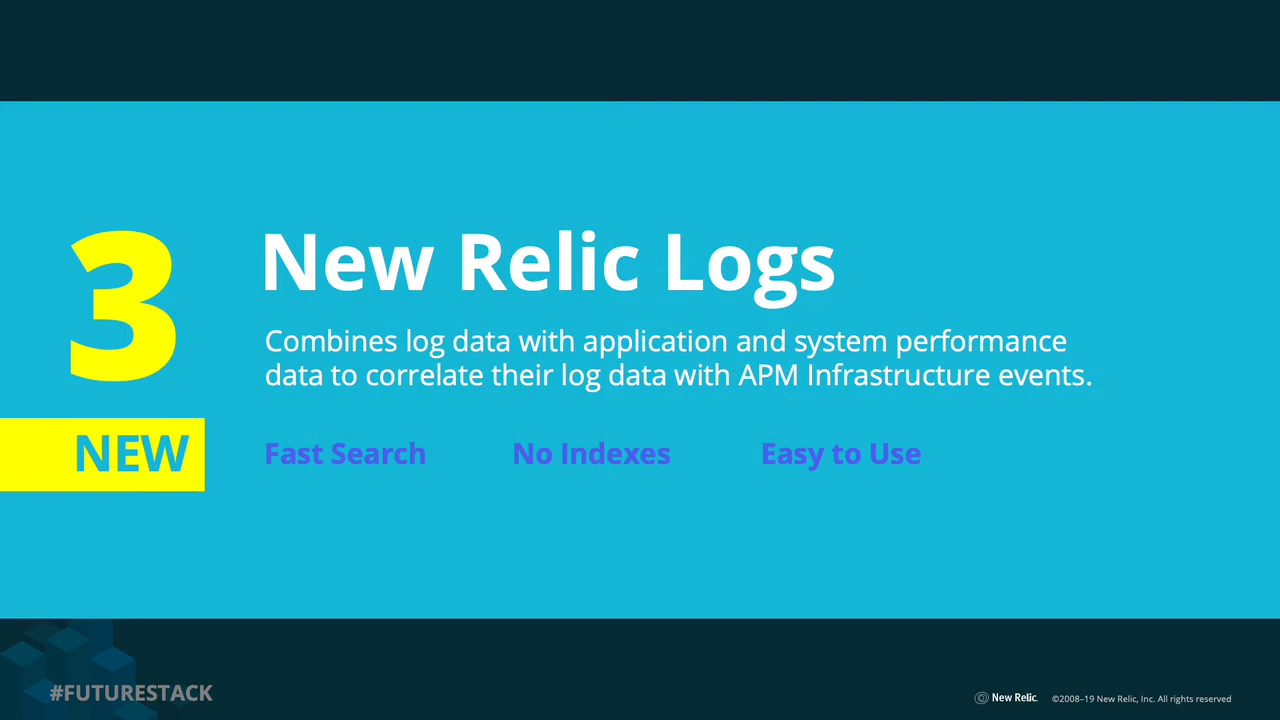 3
New Relic Logs
Combines log data with application and system performance
data to correlate their log data with APM Infrastructure events.
NEW
Fast Search No Indexes Easy to Use
#FUTURESTACK
New Relic. ©2008–19 New Relic, Inc. All rights reserved